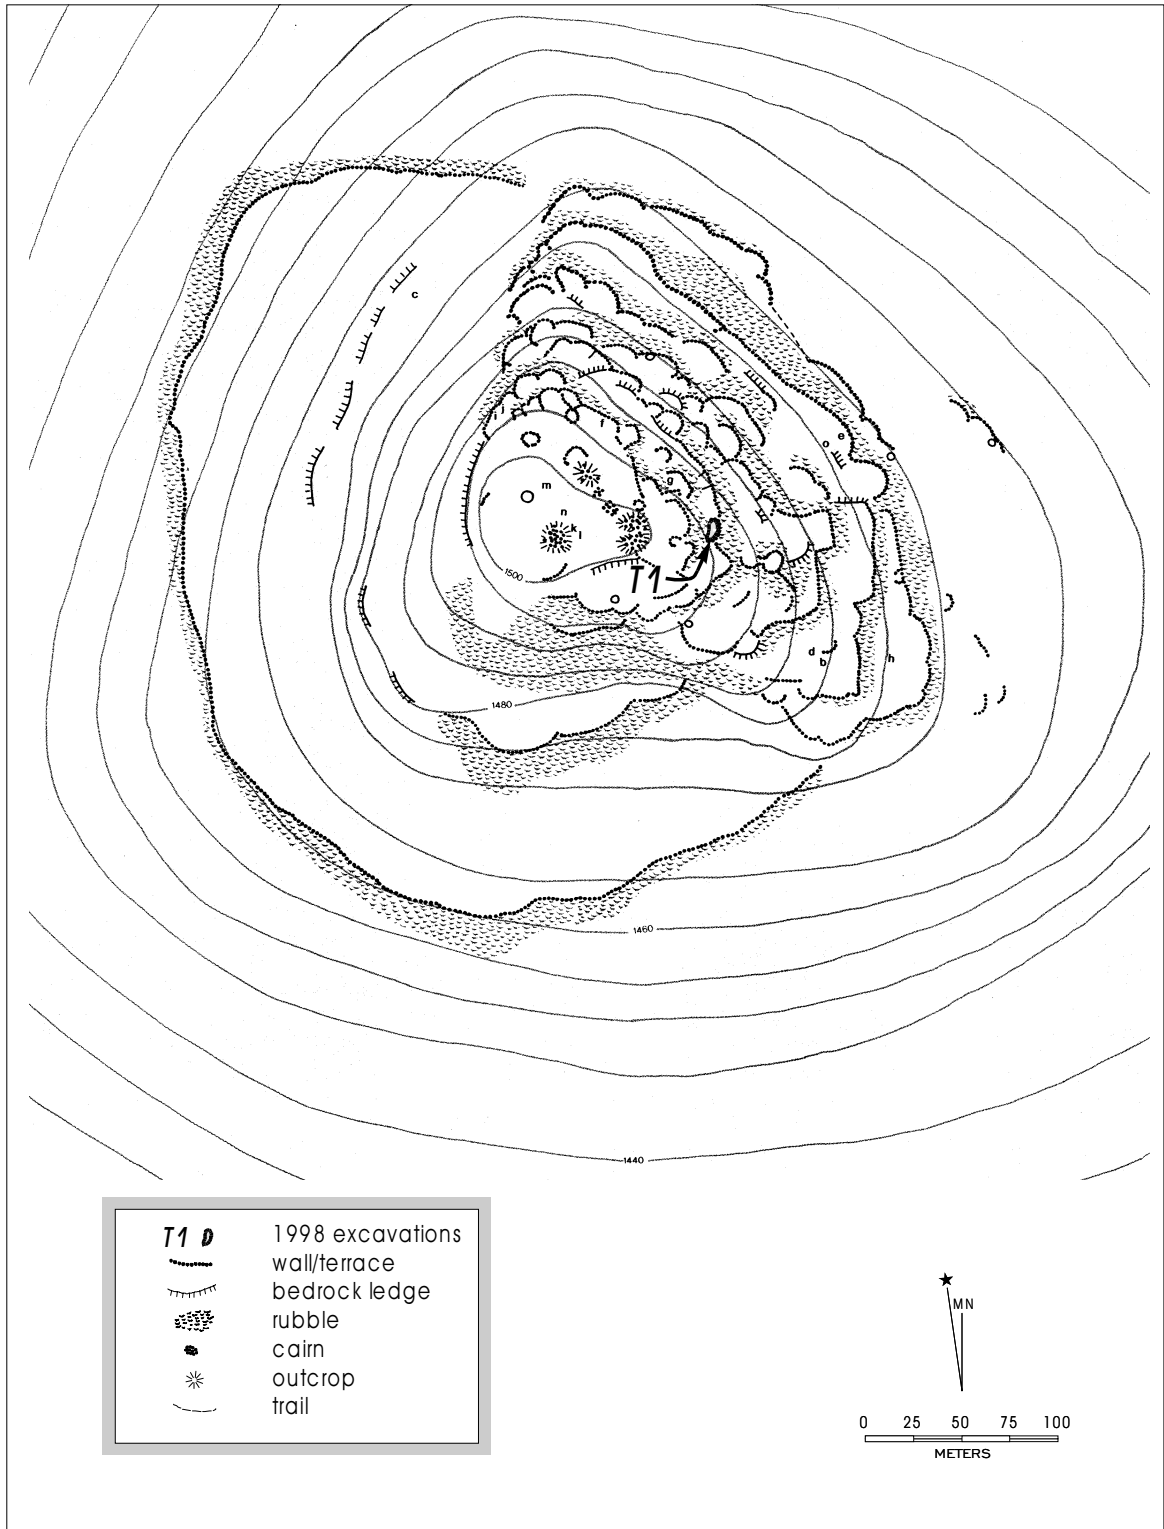 c
o
e
i
j
f
g
m
n
k
l
1500
T1
d
b
h
1480
1460
1440
T1 1998 excavations
wall/terrace
bedrock ledge
rubble
cairn
outcrop
trail
MN
0 25 50 75 100
METERS